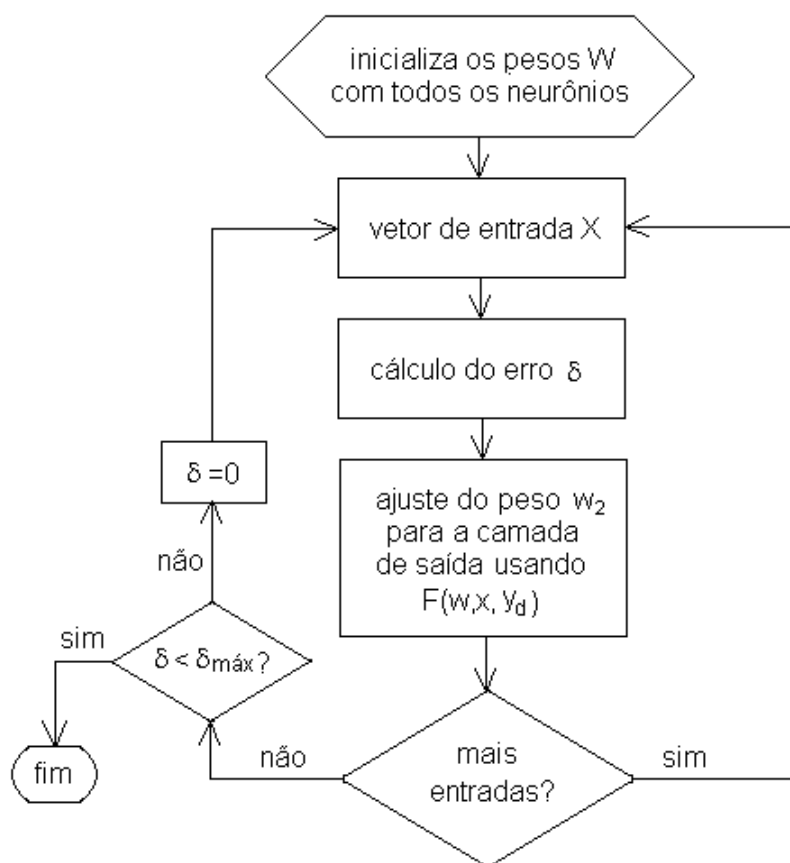 inicializa os pesos W
com todos os neurônios
vetor de entrada X
cálculo do erro δ
δ =0
ajuste do peso w₂
para a camada
de saída usando
F(w,x, y_d)
não
sim
δ < δmáx?
fim
não
mais
entradas?
sim